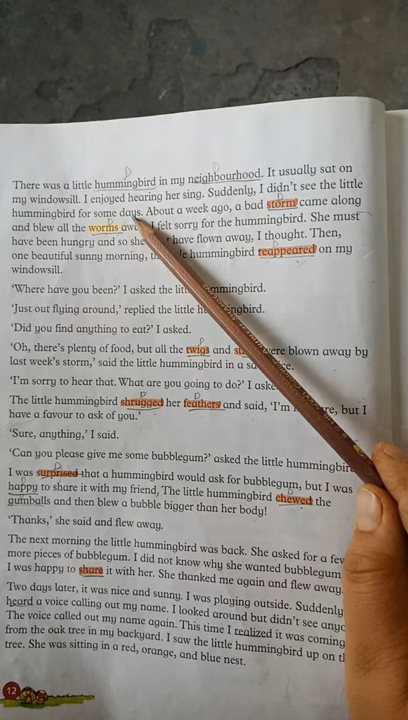 There was a little hummingbird in my neighbourhood. It usually sat on
my windowsill. I enjoyed hearing her sing. Suddenly, I didn't see the little
hummingbird for some days. About a week ago, a bad storm came along
and blew all the worms I felt sorry for the hummingbird. She must
have been hungry and so she have flown away, I thought. Then,
one beautiful sunny morning, hummingbird reappeared on my
windowsill.
'Where have you been?' I asked the
'Just out flying around,' replied the little
'Did you find anything to eat?' I asked.
'Oh, there's plenty of food, but all the twigs and were blown away by
last week's storm,' said the little hummingbird in a
'I'm sorry to hear that. What are you going to do?' I
The little hummingbird shrugged her feathers and said, but I
have a favour to ask of you.'
'Sure, anything,' I said.
'Can you please give me some bubblegum?' asked the little
I was surprised that a hummingbird would ask for bubblegum, but I was
happy to share it with my friend. The little hummingbird chewed the
gumballs and then blew a bubble bigger than her body!
'Thanks,' she said and flew away.
The next morning the little hummingbird was back. She asked for a few
more pieces of bubblegum. I did not know why she wanted bubblegum
I was happy to share it with her. She thanked me again and flew away.
Two days later, it was nice and sunny. I was playing outside. Suddenly
heard a voice calling out my name. I looked around but didn't see
The voice called out my name again. This time I realized it was coming
from the oak tree in my backyard. I saw the little hummingbird up on
tree. She was sitting in a red, orange, and blue nest.
12